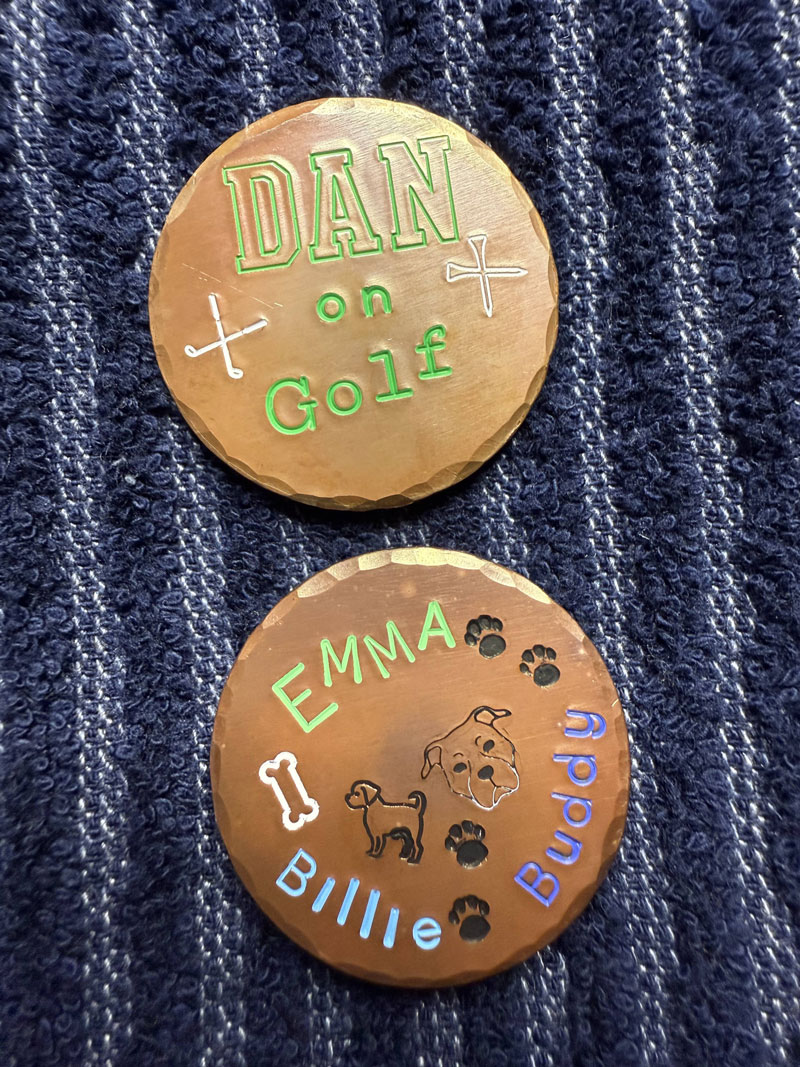 DAN
on
Golf
EMMA
Buddy
Billie